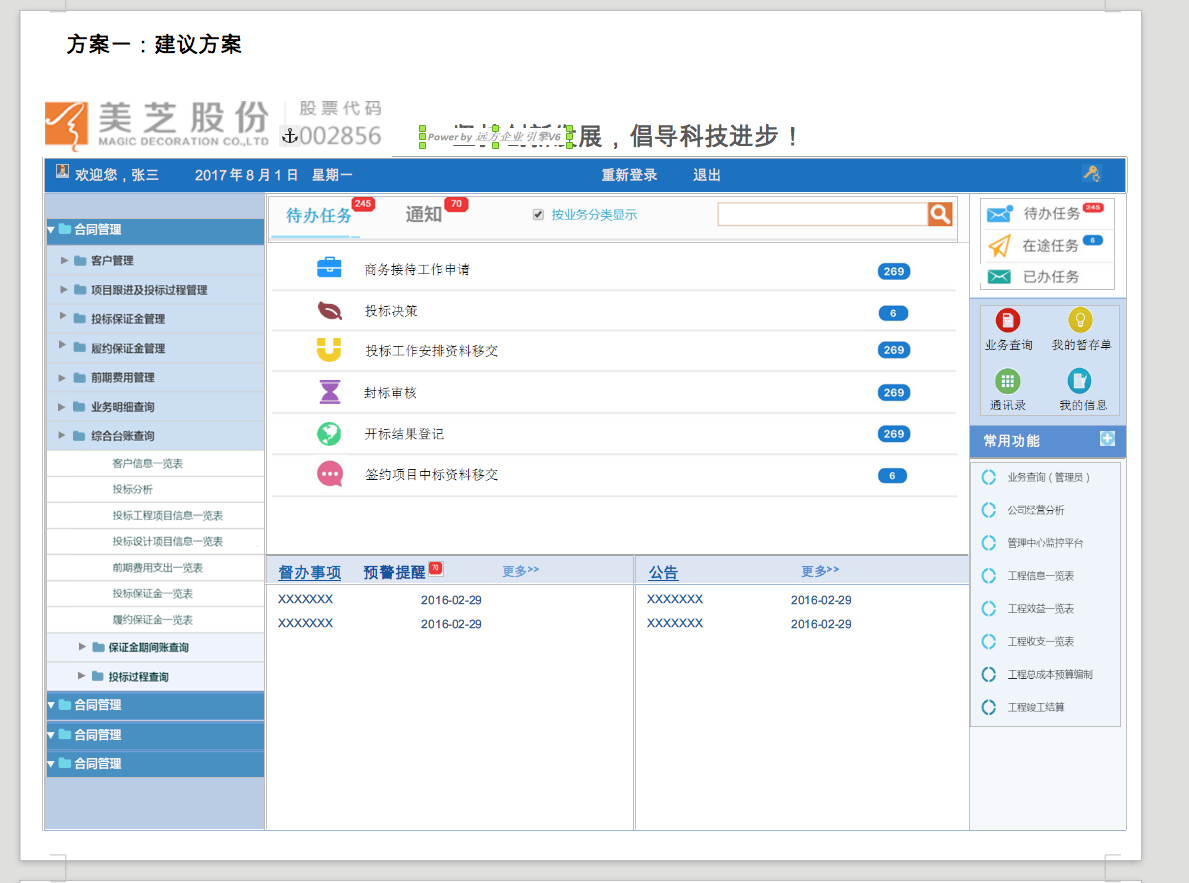 方案一：建议方案
美芝股份
MAGIC DECORATION CO.,LTD
股票代码
002856
Power by 远方企业引擎V6
展，倡导科技进步！
欢迎您，张三 2017年8月1日 星期一 重新登录 退出
合同管理
客户管理
项目跟进及投标过程管理
投标保证金管理
履约保证金管理
前期费用管理
业务明细查询
综合台账查询
客户信息一览表
投标分析
投标工程项目信息一览表
投标设计项目信息一览表
前期费用支出一览表
投标保证金一览表
履约保证金一览表
保证金期间账查询
投标过程查询
合同管理
合同管理
合同管理
待办任务 245 通知 70 按业务分类显示
商务接待工作申请 269
投标决策 6
投标工作安排资料移交 269
封标审核 269
开标结果登记 269
签约项目中标资料移交 6
督办事项 预警提醒 70 更多>>
XXXXXXX 2016-02-29
XXXXXXX 2016-02-29
公告 更多>>
XXXXXXX 2016-02-29
XXXXXXX 2016-02-29
待办任务 245
在途任务 6
已办任务
业务查询 我的暂存单
通讯录 我的信息
常用功能
业务查询（管理员）
公司经营分析
管理中心监控平台
工程信息一览表
工程效益一览表
工程收支一览表
工程总成本预算编制
工程竣工结算